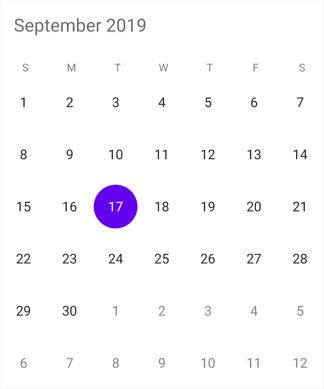 September 2019
S M T W T F S
1 2 3 4 5 6 7
8 9 10 11 12 13 14
15 16 17 18 19 20 21
22 23 24 25 26 27 28
29 30 1 2 3 4 5
6 7 8 9 10 11 12